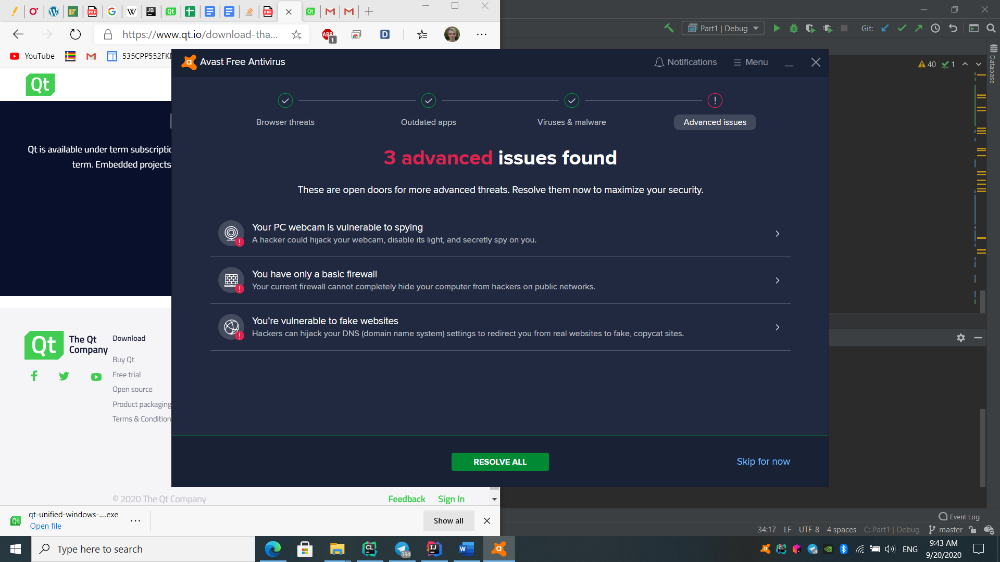 https://www.qt.io/download-tha...
ABP
1
D
YouTube
535CPP552FK
Qt
Qt is available under term subscriptio
term. Embedded projects
Qt
The Qt
Company
Download
Buy Qt
Free trial
Open source
Product packaging
Terms & Condition
© 2020 The Qt Company
Feedback
Sign In
qt-unified-windows-....exe
Open file
Show all
Avast Free Antivirus
Notifications
Menu
Browser threats
Outdated apps
Viruses & malware
Advanced issues
3 advanced issues found
These are open doors for more advanced threats. Resolve them now to maximize your security.
Your PC webcam is vulnerable to spying
A hacker could hijack your webcam, disable its light, and secretly spy on you.
You have only a basic firewall
Your current firewall cannot completely hide your computer from hackers on public networks.
You're vulnerable to fake websites
Hackers can hijack your DNS (domain name system) settings to redirect you from real websites to fake, copycat sites.
RESOLVE ALL
Skip for now
Part1 | Debug
Git:
40
1
Database
Event Log
34:17 LF UTF-8 4 spaces C: Part1 | Debug master
Type here to search
394
ENG
9:43 AM
9/20/2020